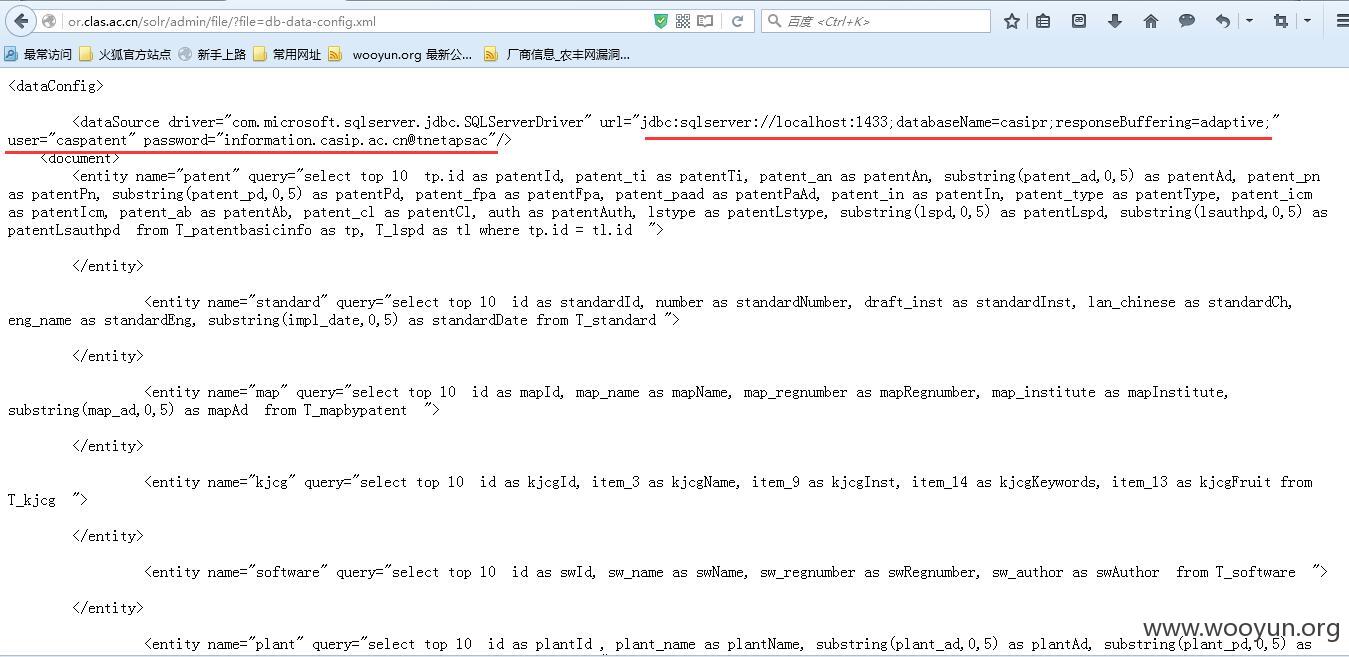 or.clas.ac.cn/solr/admin/file/?file=db-data-config.xml
百度 <Ctrl+K>
最常访问 火狐官方站点 新手上路 常用网址 wooyun.org 最新公... 厂商信息_农丰网漏洞...
<dataConfig>
<dataSource driver="com.microsoft.sqlserver.jdbc.SQLServerDriver" url="jdbc:sqlserver://localhost:1433;databaseName=casipr;responseBuffering=adaptive;"
user="caspatent" password="information.casip.ac.cn@tnetapsac"/>
<document>
<entity name="patent" query="select top 10  tp.id as patentId, patent_ti as patentTi, patent_an as patentAn, substring(patent_ad,0,5) as patentAd, patent_pn
as patentPn, substring(patent_pd,0,5) as patentPd, patent_fpa as patentFpa, patent_paad as patentPaAd, patent_in as patentIn, patent_type as patentType, patent_icm
as patentIcm, patent_ab as patentAb, patent_cl as patentCl, auth as patentAuth, lstype as patentLstype, substring(lspd,0,5) as patentLspd, substring(lsauthpd,0,5) as
patentLsauthpd  from T_patentbasicinfo as tp, T_lspd as tl where tp.id = tl.id  ">
</entity>
<entity name="standard" query="select top 10  id as standardId, number as standardNumber, draft_inst as standardInst, lan_chinese as standardCh,
eng_name as standardEng, substring(impl_date,0,5) as standardDate from T_standard ">
</entity>
<entity name="map" query="select top 10  id as mapId, map_name as mapName, map_regnumber as mapRegnumber, map_institute as mapInstitute,
substring(map_ad,0,5) as mapAd  from T_mapbypatent  ">
</entity>
<entity name="kjcg" query="select top 10  id as kjcgId, item_3 as kjcgName, item_9 as kjcgInst, item_14 as kjcgKeywords, item_13 as kjcgFruit from
T_kjcg  ">
</entity>
<entity name="software" query="select top 10  id as swId, sw_name as swName, sw_regnumber as swRegnumber, sw_author as swAuthor  from T_software  ">
</entity>
<entity name="plant" query="select top 10  id as plantId , plant_name as plantName, substring(plant_ad,0,5) as plantAd, substring(plant_pd,0,5) as
www.wooyun.org